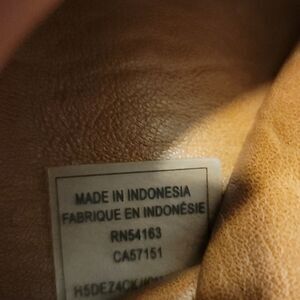 MADE IN INDONESIA
FABRIQUE EN INDONÉSIE
RN54163
CA57151